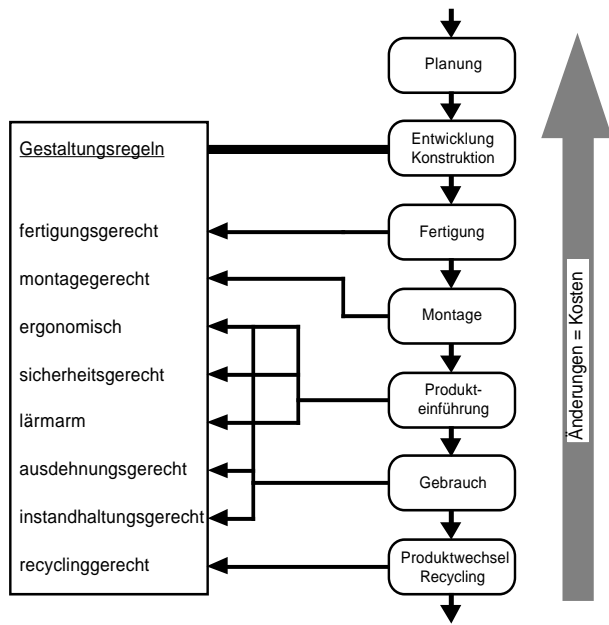 Planung
Entwicklung
Konstruktion
Fertigung
Montage
Produkt-
einführung
Gebrauch
Produktwechsel
Recycling
Gestaltungsregeln
fertigungsgerecht
montagegerecht
ergonomisch
sicherheitsgerecht
lärmarm
ausdehnungsgerecht
instandhaltungsgerecht
recyclinggerecht
Änderungen = Kosten